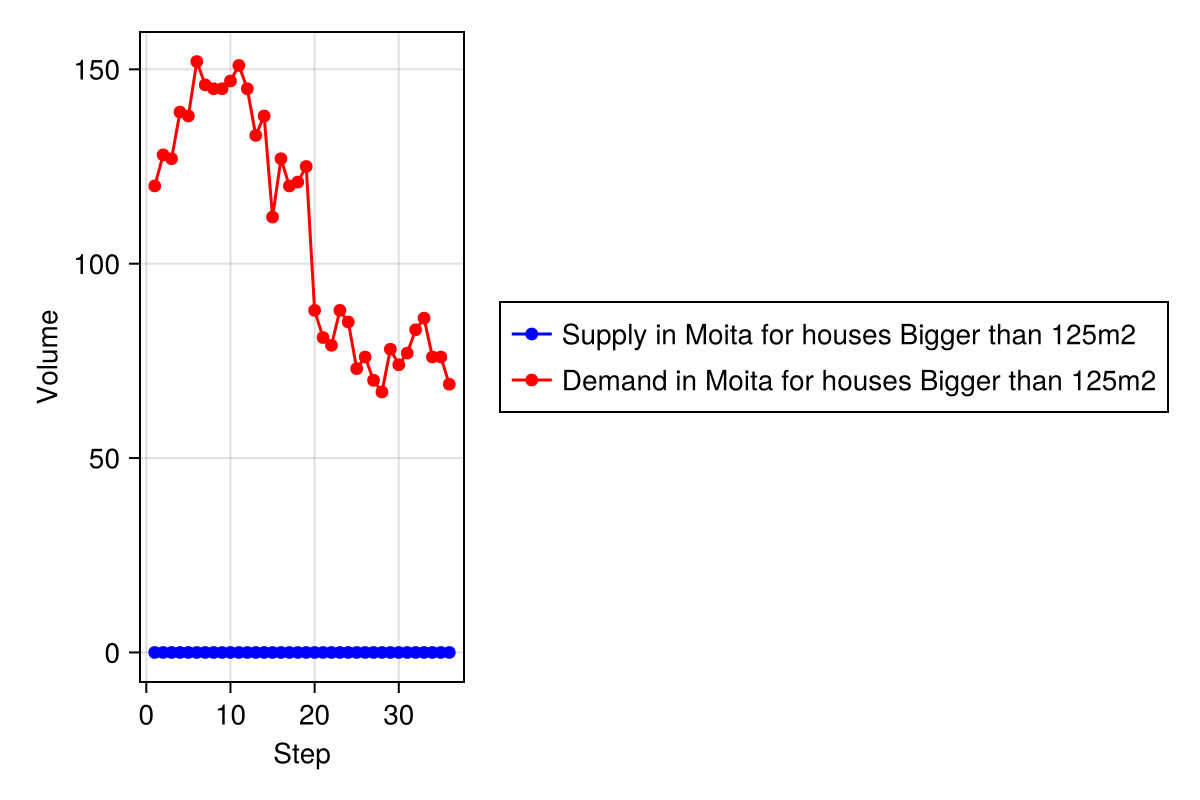 150
100
50
0
Volume
0 10 20 30
Step
Supply in Moita for houses Bigger than 125m2
Demand in Moita for houses Bigger than 125m2